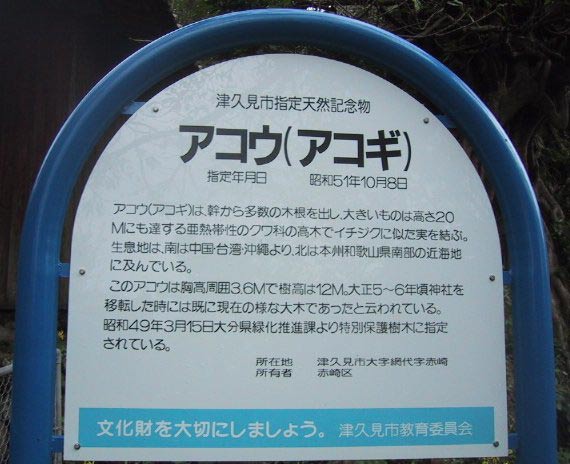 津久見市指定天然記念物
アコウ(アコギ)
指定年月日 昭和51年10月8日
アコウ(アコギ)は、幹から多数の木根を出し、大きいものは高さ20
Mにも達する亜熱帯性のクワ科の高木でイチジクに似た実を結ぶ。
生息地は、南は中国・台湾・沖縄より、北は本州和歌山県南部の近海地
に及んでいる。
このアコウは胸高周囲3.6Mで樹高は12M。大正5〜6年頃神社を
移転した時には既に現在の様な大木であったと云われている。
昭和49年3月15日大分県緑化推進課より特別保護樹木に指定
されている。
所在地 津久見市大字網代字赤崎
所有者 赤崎区
文化財を大切にしましょう。 津久見市教育委員会